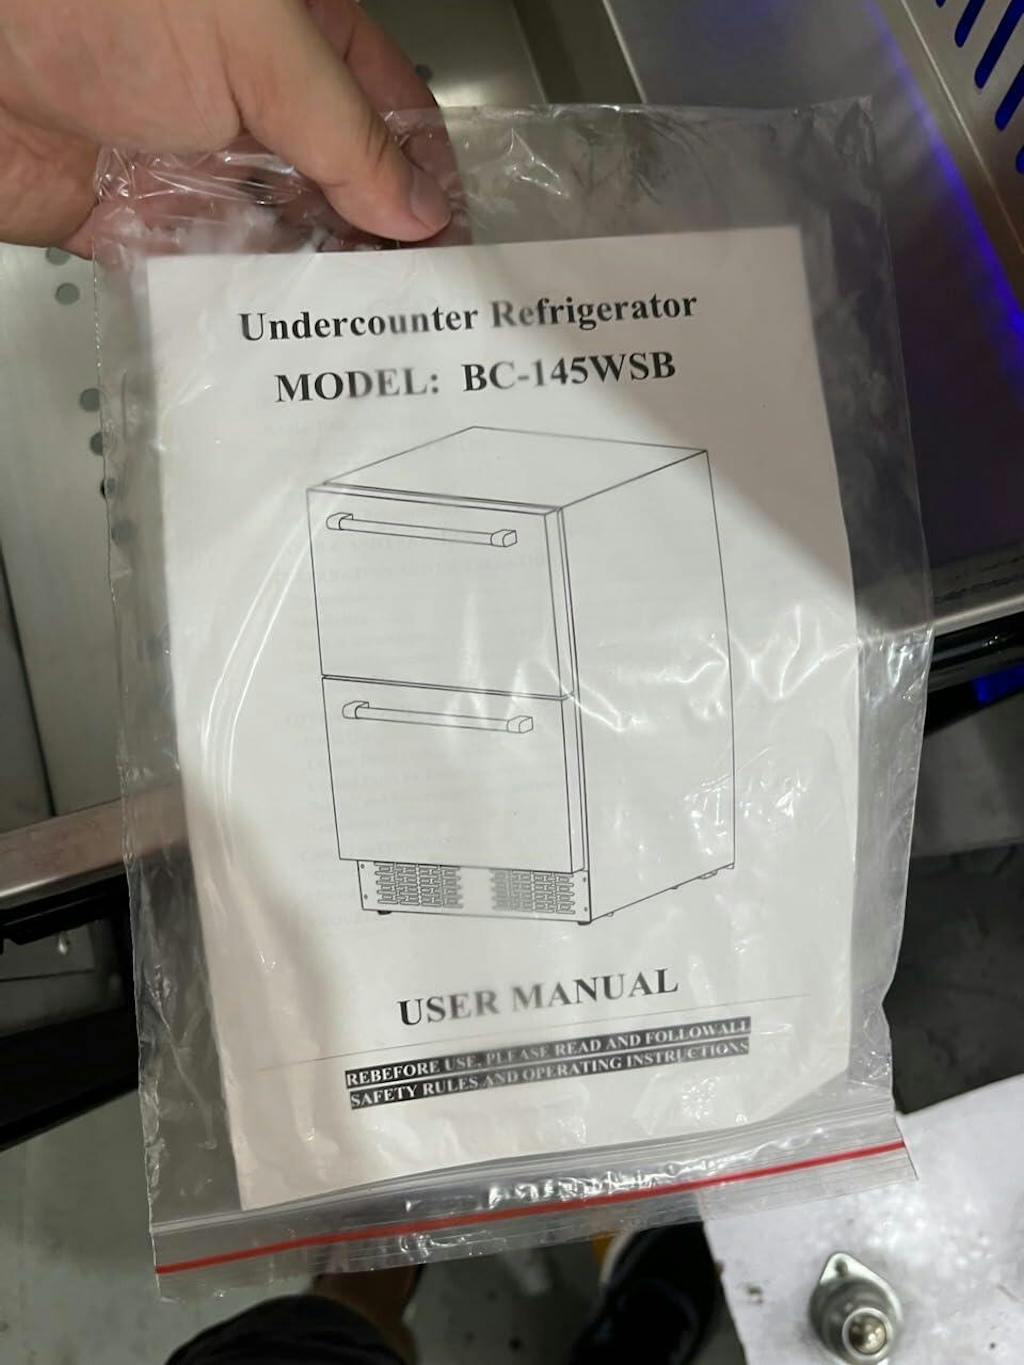 Undercounter Refrigerator
MODEL: BC-145WSB
USER MANUAL
REBEFORE USE, PLEASE READ AND FOLLOWALL
SAFETY RULES AND OPERATING INSTRUCTIONS